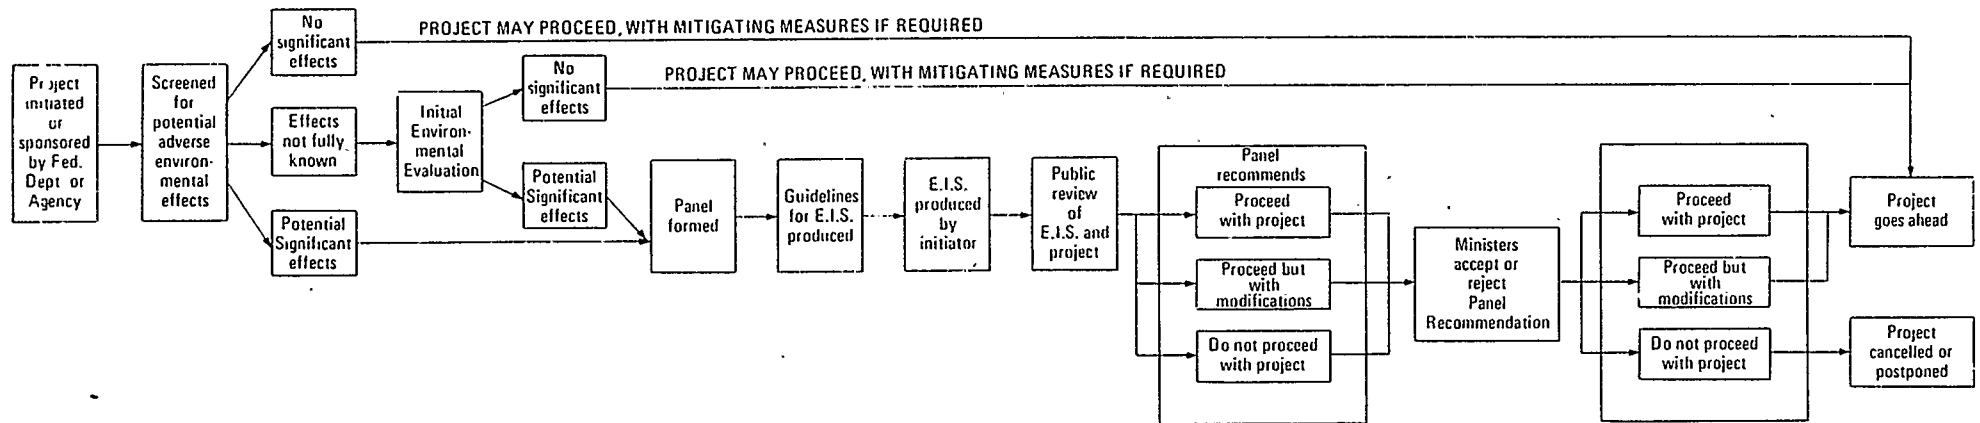 No
significant
effects
PROJECT MAY PROCEED, WITH MITIGATING MEASURES IF REQUIRED
Project
initiated
or
sponsored
by Fed.
Dept or
Agency
Screened
for
potential
adverse
environ-
mental
effects
Effects
not fully
known
Potential
Significant
effects
Initial
Environ-
mental
Evaluation
No
significant
effects
PROJECT MAY PROCEED, WITH MITIGATING MEASURES IF REQUIRED
Potential
Significant
effects
Panel
formed
Guidelines
for E.I.S.
produced
E.I.S.
produced
by
initiator
Public
review
of
E.I.S. and
project
Panel
recommends
Proceed
with project
Proceed but
with
modifications
Do not proceed
with project
Ministers
accept or
reject
Panel
Recommendation
Proceed
with project
Proceed but
with
modifications
Do not proceed
with project
Project
goes ahead
Project
cancelled or
postponed